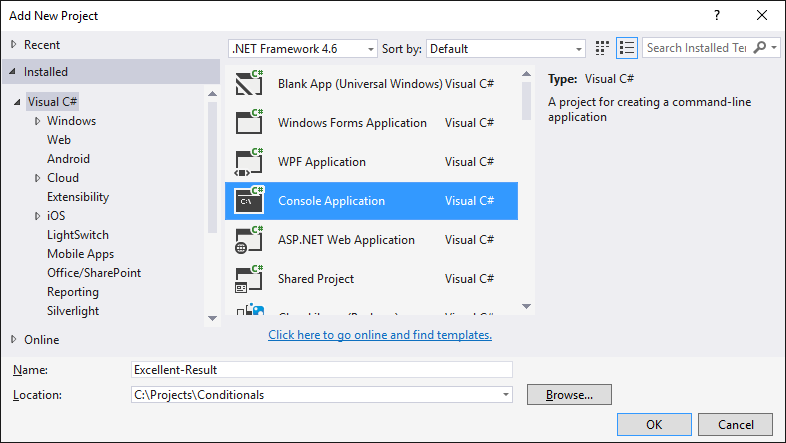 Add New Project
?
Recent
.NET Framework 4.6 Sort by: Default Search Installed Te
Installed
Visual C#
Windows
Web
Android
Cloud
Extensibility
iOS
LightSwitch
Mobile Apps
Office/SharePoint
Reporting
Silverlight
Online
Blank App (Universal Windows) Visual C#
Windows Forms Application Visual C#
WPF Application Visual C#
C:\ Console Application Visual C#
ASP.NET Web Application Visual C#
Shared Project Visual C#
Visual C#
Click here to go online and find templates.
Type: Visual C#
A project for creating a command-line
application
Name: Excellent-Result
Location: C:\Projects\Conditionals Browse...
OK Cancel